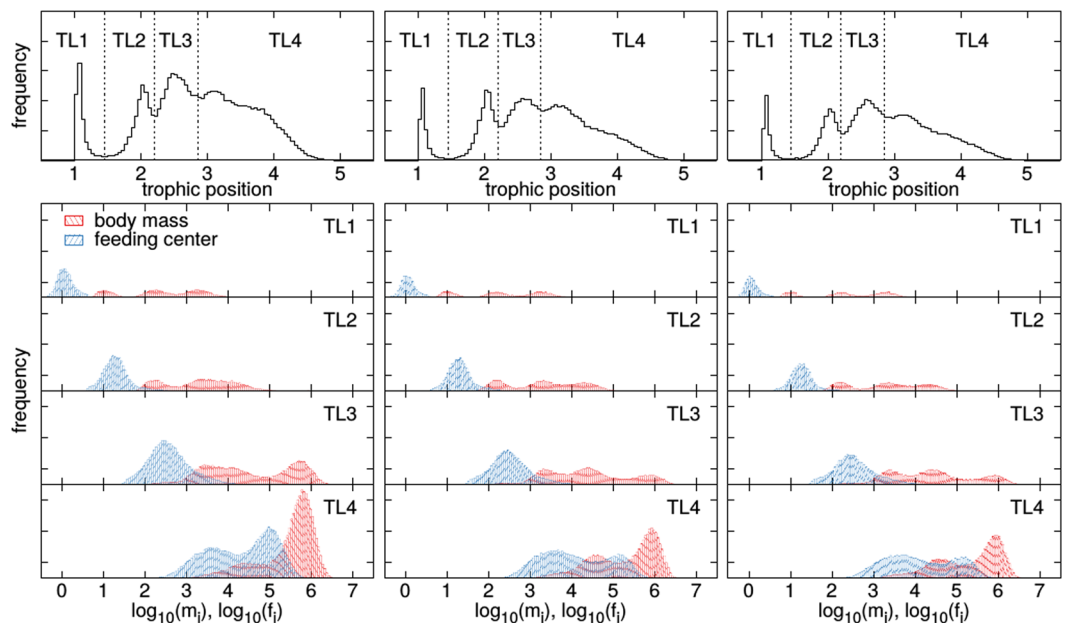 TL1 TL2 TL3 TL4
TL1 TL2 TL3 TL4
TL1 TL2 TL3 TL4
frequency
1 2 3 4 5
1 2 3 4 5
1 2 3 4 5
trophic position
trophic position
trophic position
body mass
feeding center
TL1
TL1
TL1
TL2
TL2
TL2
frequency
TL3
TL3
TL3
TL4
TL4
TL4
0 1 2 3 4 5 6 7
0 1 2 3 4 5 6 7
0 1 2 3 4 5 6 7
log10(mi), log10(fi)
log10(mi), log10(fi)
log10(mi), log10(fi)